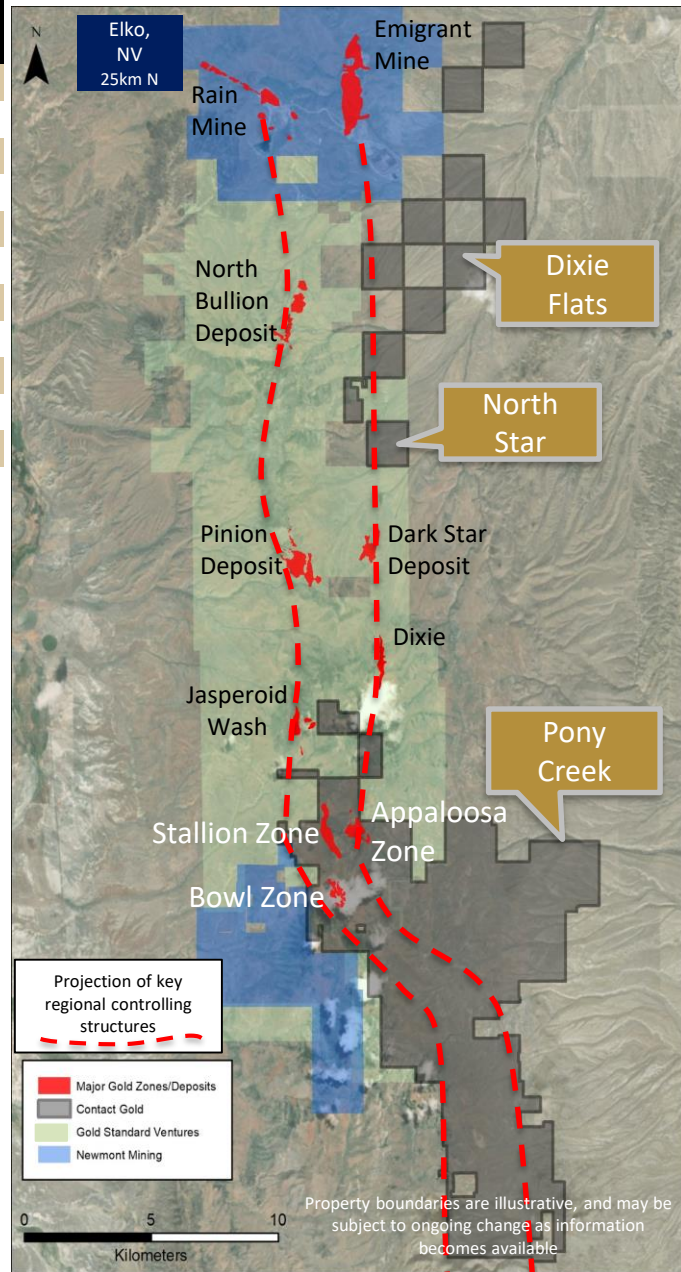 N
Elko,
NV
25km N
Emigrant
Mine
Rain
Mine
North
Bullion
Deposit
Dixie
Flats
North
Star
Pinion
Deposit
Dark Star
Deposit
Dixie
Jasperoid
Wash
Pony
Creek
Stallion Zone
Appaloosa
Zone
Bowl Zone
Projection of key
regional controlling
structures
Major Gold Zones/Deposits
Contact Gold
Gold Standard Ventures
Newmont Mining
0 5 10
Kilometers
Property boundaries are illustrative, and may be
subject to ongoing change as information
becomes available